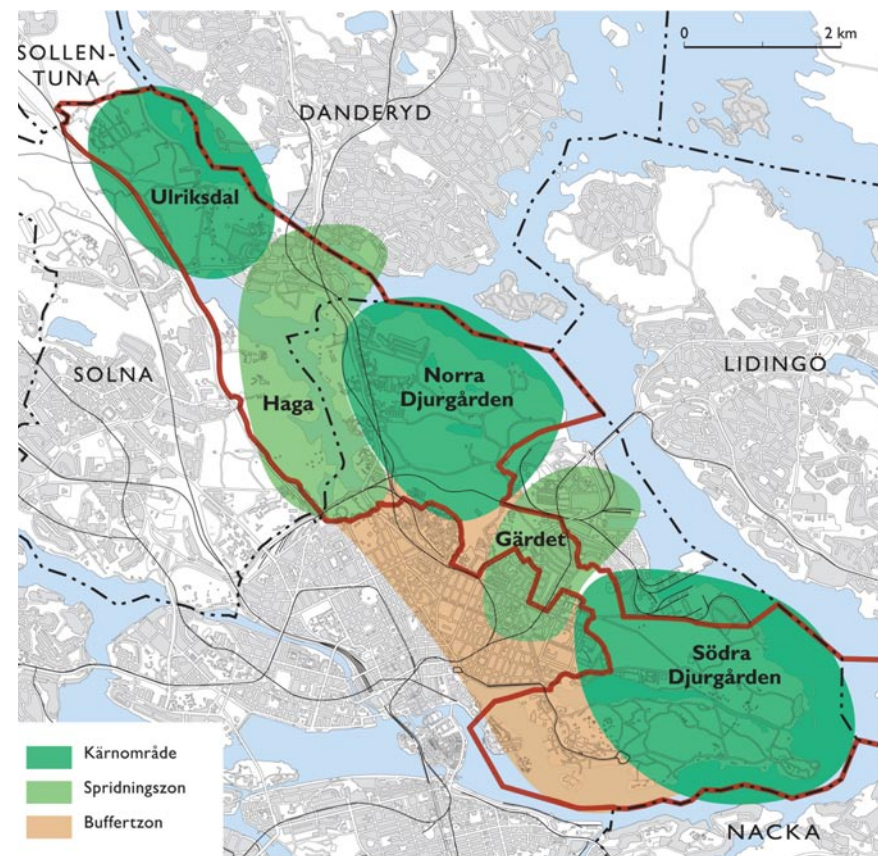 SOLLEN-
TUNA
0 2 km
DANDERYD
Ulriksdal
SOLNA
Haga
Norra
Djurgården
LIDINGÖ
Gärdet
Södra
Djurgården
Kärnområde
Spridningszon
Buffertzon
NACKA